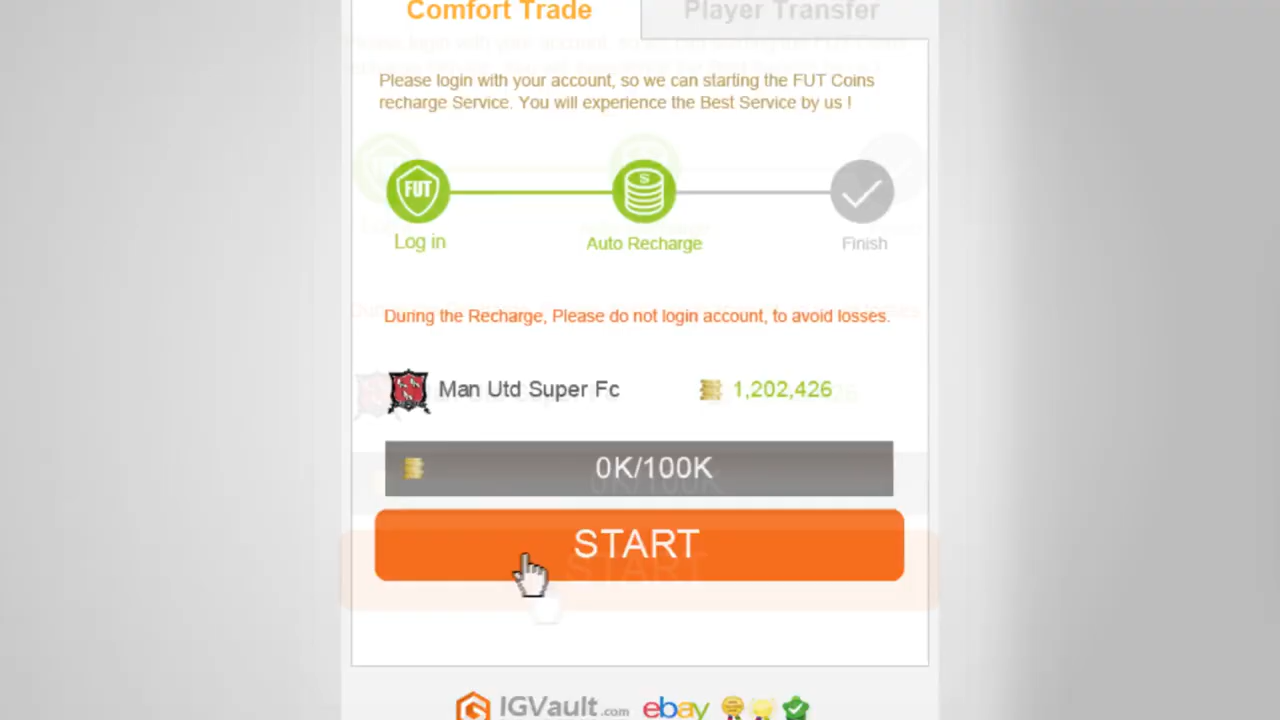 Comfort Trade
Player Transfer
Please login with your account, so we can starting the FUT Coins
recharge Service. You will experience the Best Service by us !
FUT
S
Log in
Auto Recharge
Finish
During the Recharge, Please do not login account, to avoid losses.
Man Utd Super Fc
1,202,426
0K/100K
START
IGVault.com
ebay